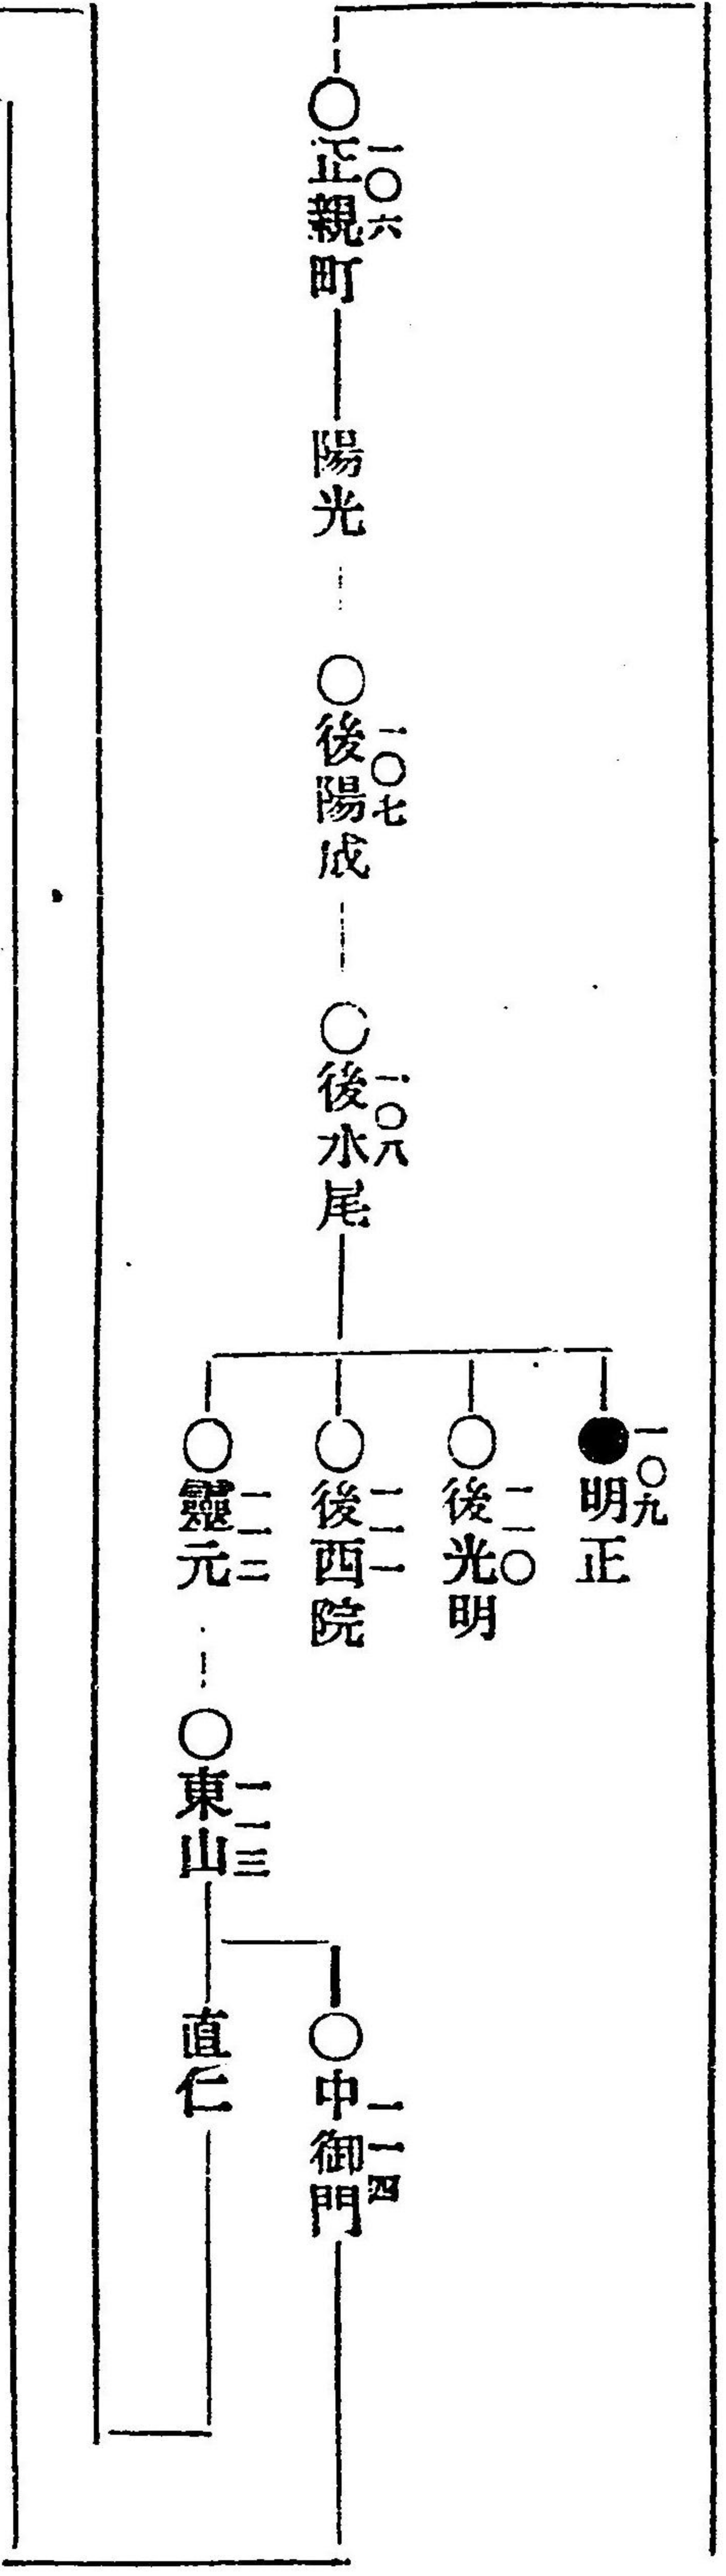 ○正親町
一〇六
陽光
○後陽成
一〇七
○後水尾
一〇八
●明正
一〇九
○後光明
一一〇
○後西院
一一一
○靈元
一一二
○東山
一一三
○中御門
一一四
直仁